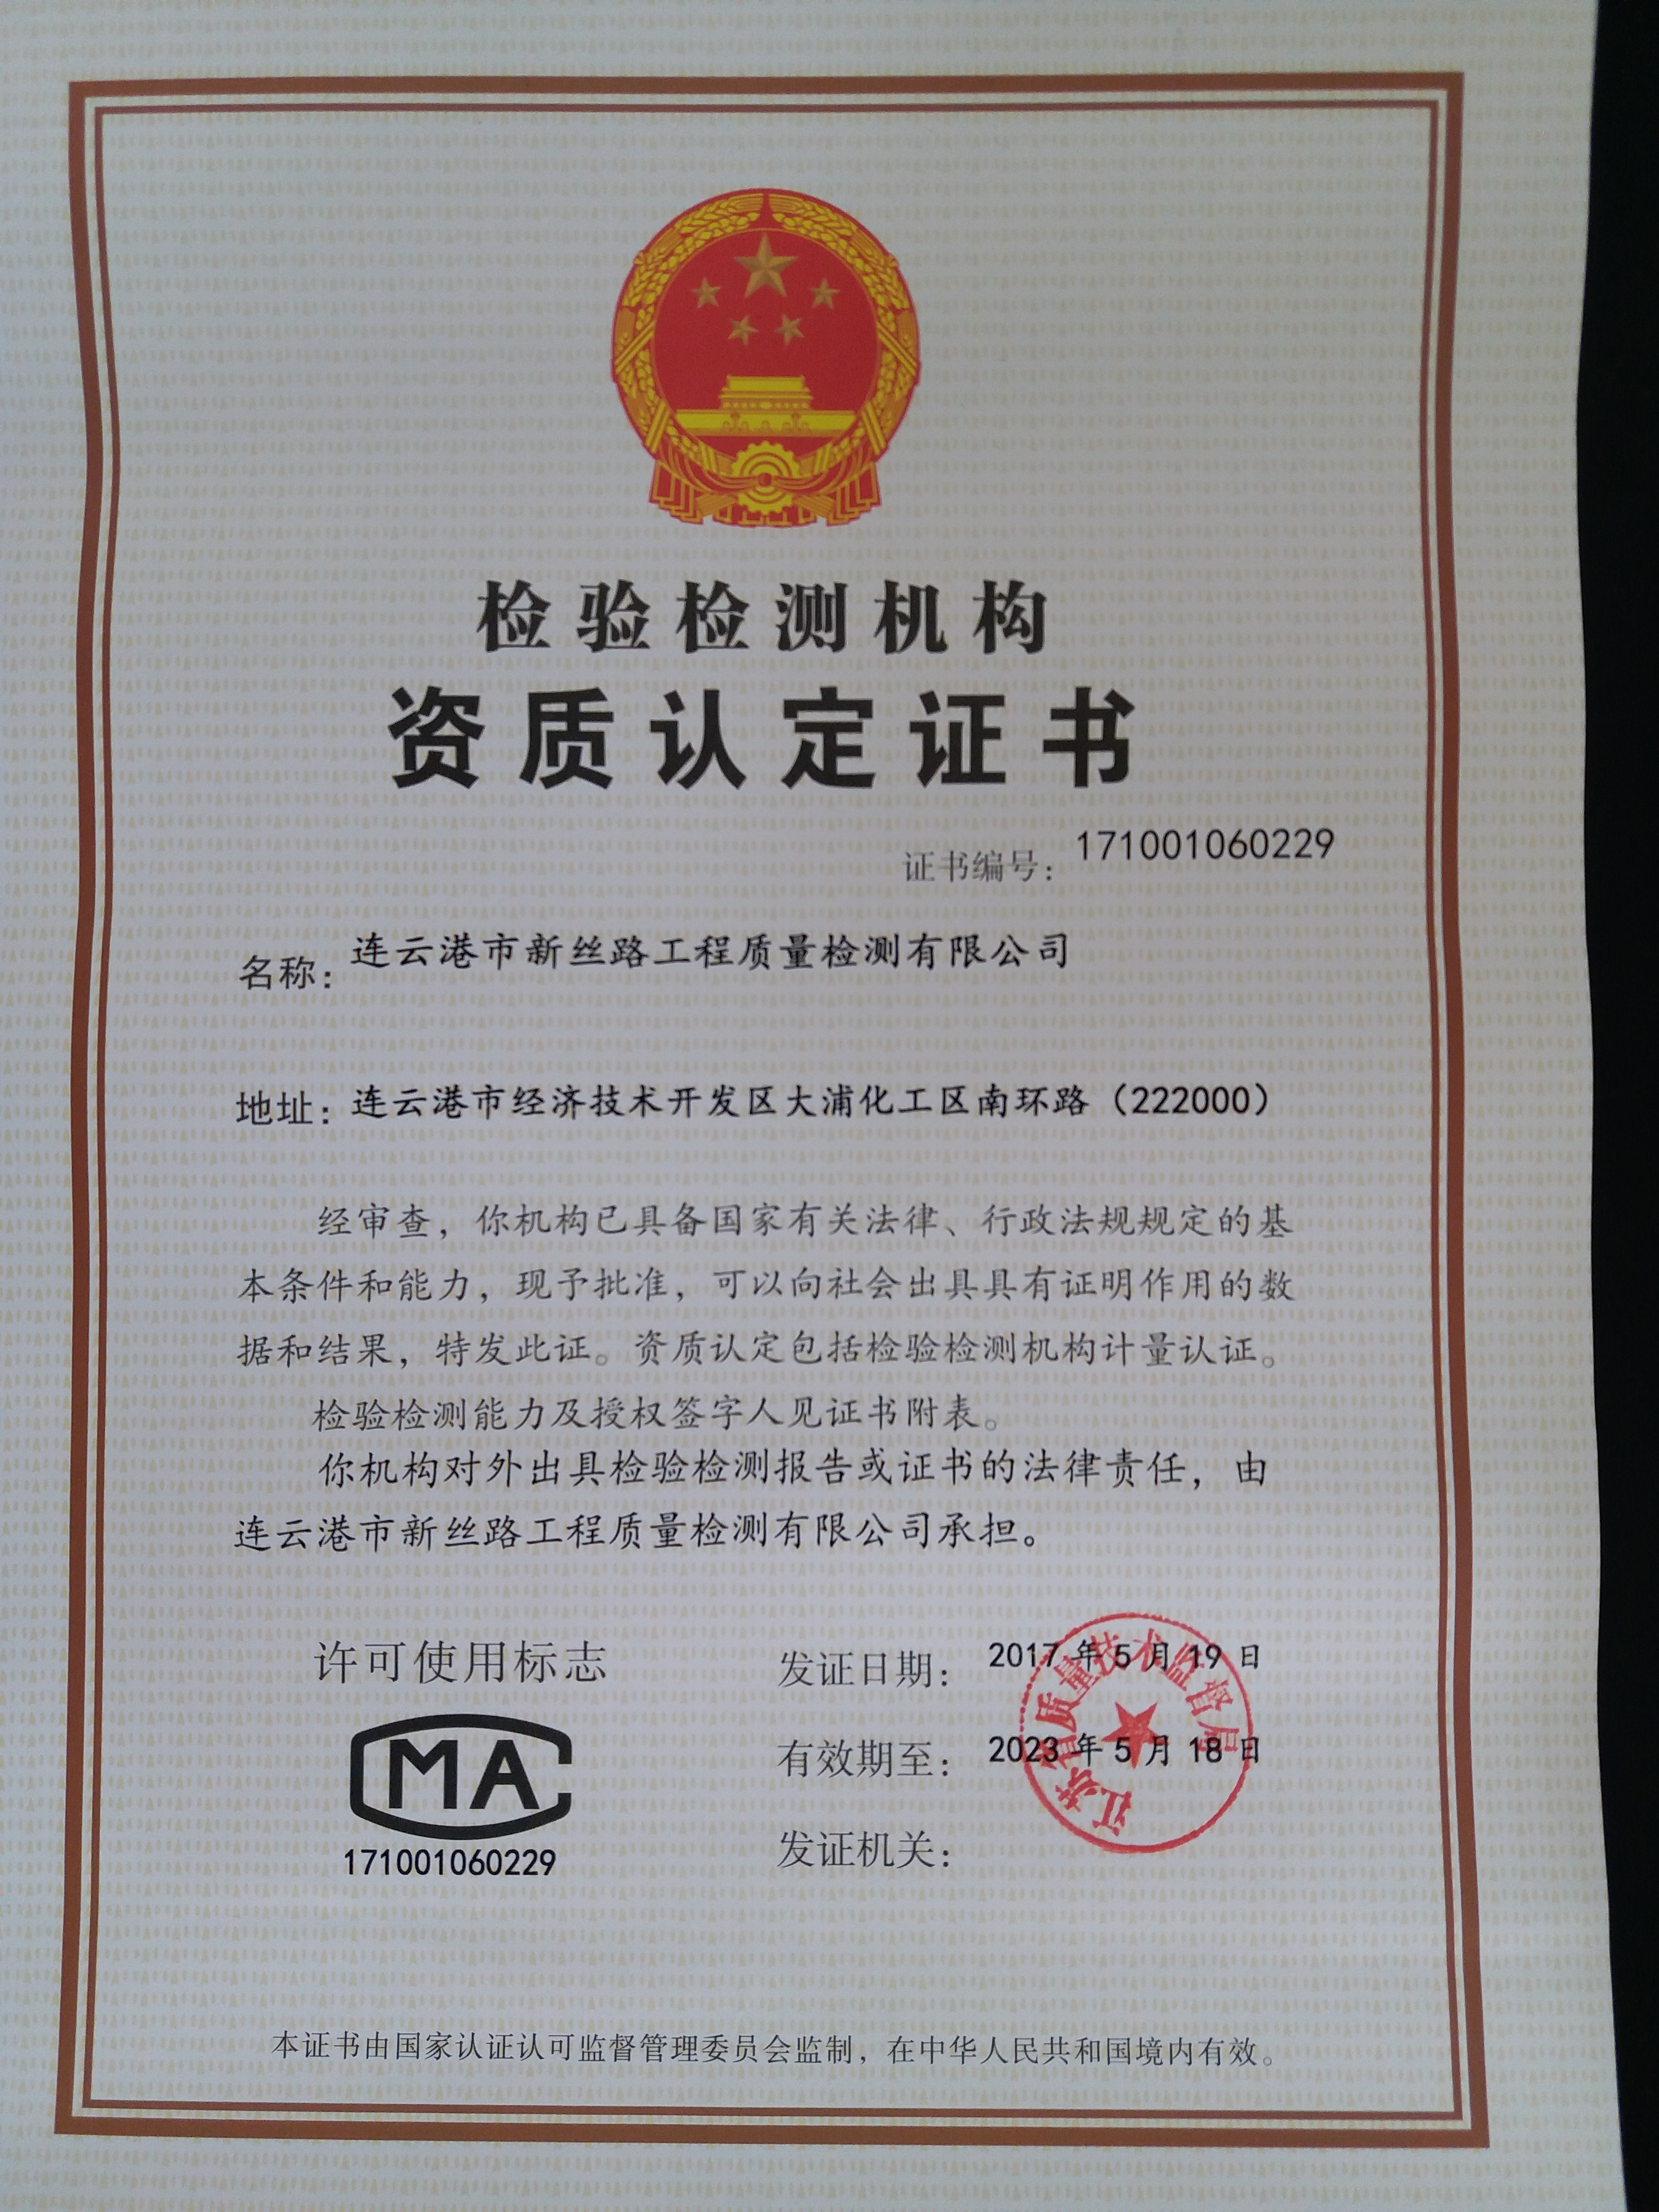 检验检测机构
资质认定证书
证书编号：171001060229
名称：连云港市新丝路工程质量检测有限公司
地址：连云港市经济技术开发区大浦化工区南环路（222000）
经审查，你机构已具备国家有关法律、行政法规规定的基
本条件和能力，现予批准，可以向社会出具具有证明作用的数
据和结果，特发此证。资质认定包括检验检测机构计量认证。
检验检测能力及授权签字人见证书附表。
你机构对外出具检验检测报告或证书的法律责任，由
连云港市新丝路工程质量检测有限公司承担。
许可使用标志
MA
171001060229
发证日期：2017年5月19日
有效期至：2023年5月18日
发证机关：
江苏省质量技术监督局
本证书由国家认证认可监督管理委员会监制，在中华人民共和国境内有效。